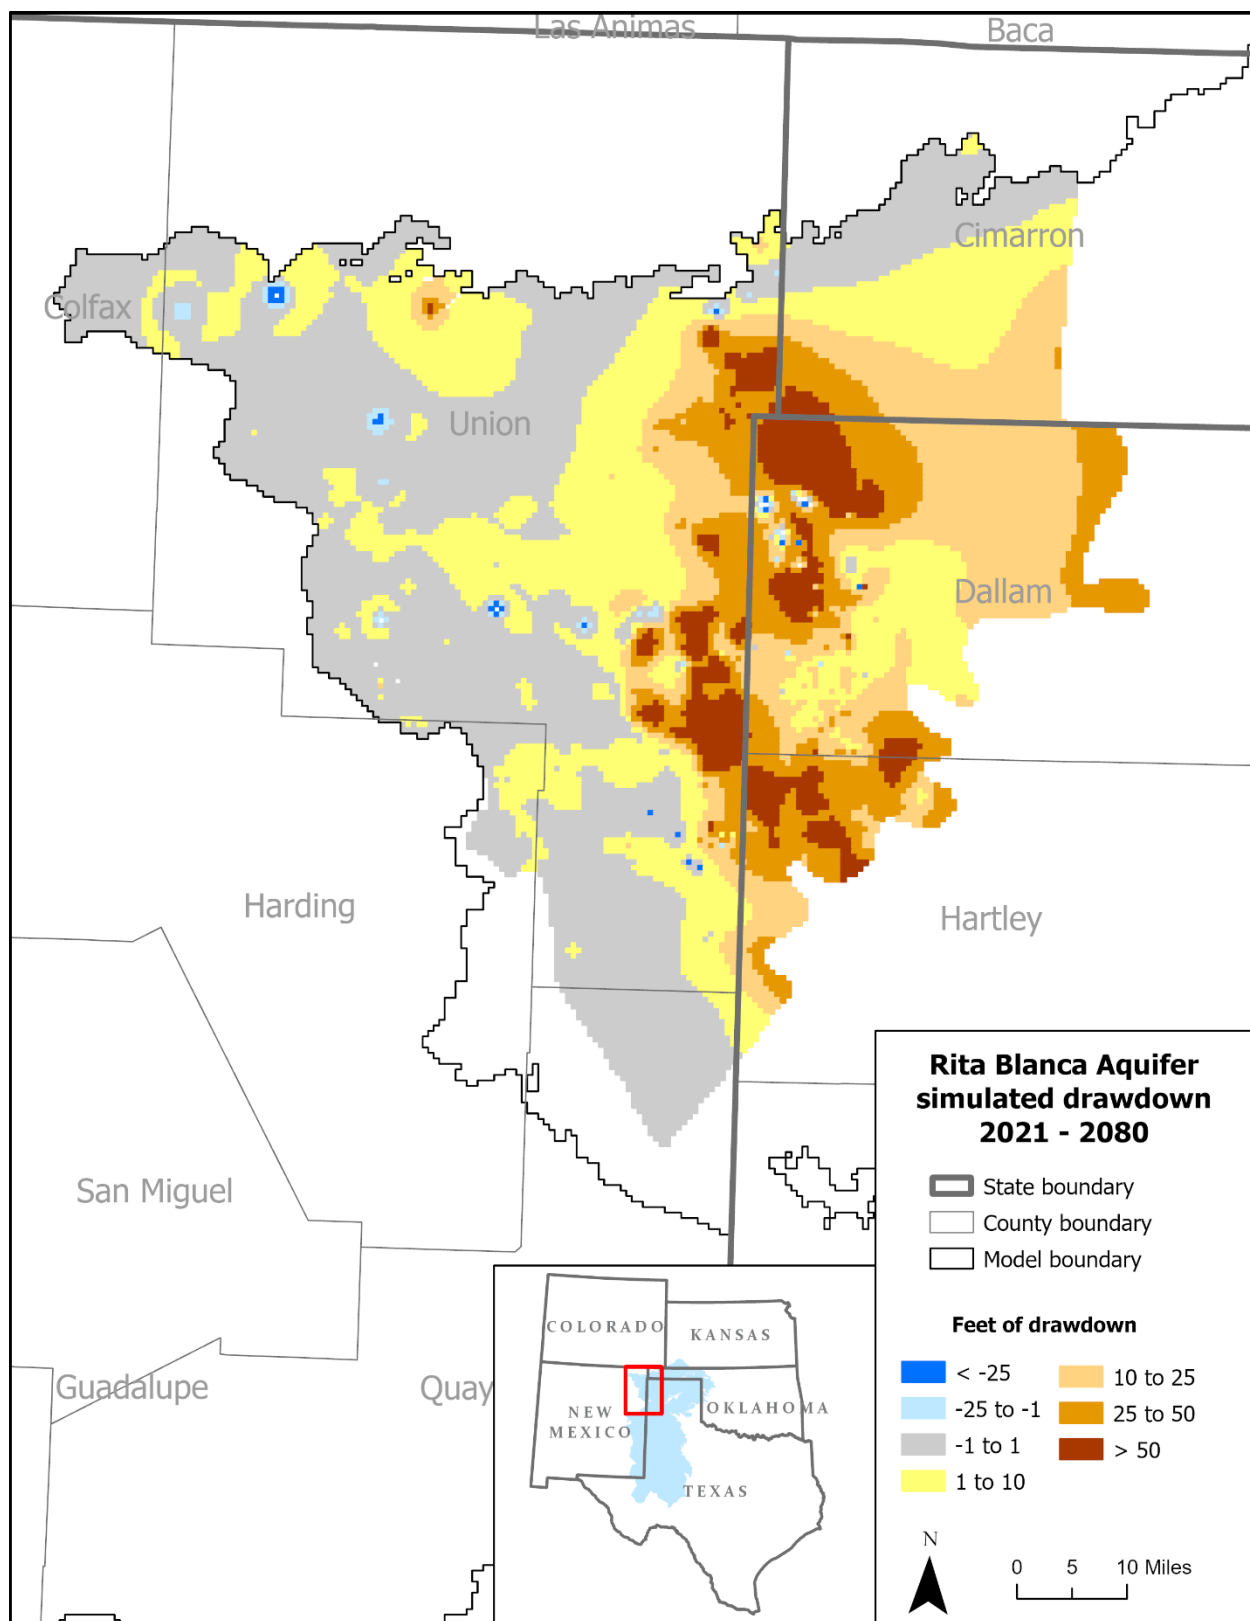 Las Animas
Baca
Cimarron
Colfax
Union
Dallam
Harding
Hartley
San Miguel
Guadalupe
Quay
Rita Blanca Aquifer
simulated drawdown
2021 - 2080
State boundary
County boundary
Model boundary
Feet of drawdown
< -25
-25 to -1
-1 to 1
1 to 10
10 to 25
25 to 50
> 50
N
0 5 10 Miles
COLORADO
KANSAS
NEW
MEXICO
OKLAHOMA
TEXAS